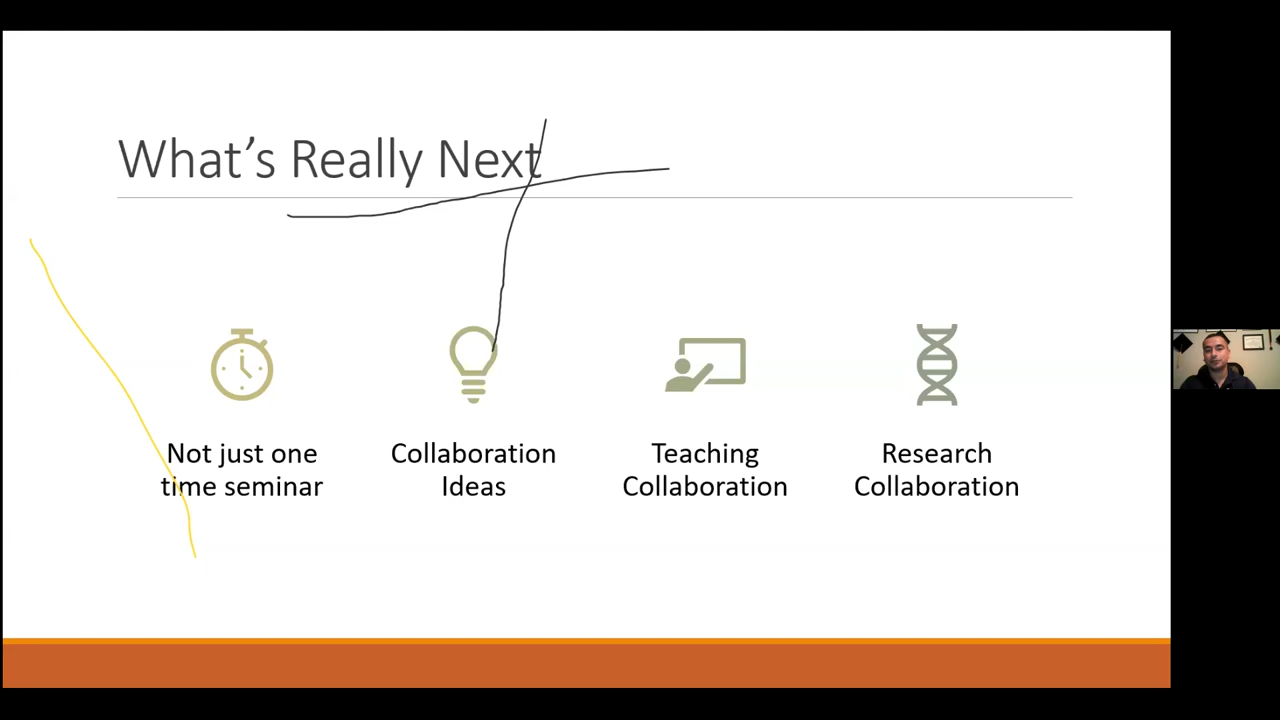 What's Really Next
Not just one
time seminar
Collaboration
Ideas
Teaching
Collaboration
Research
Collaboration